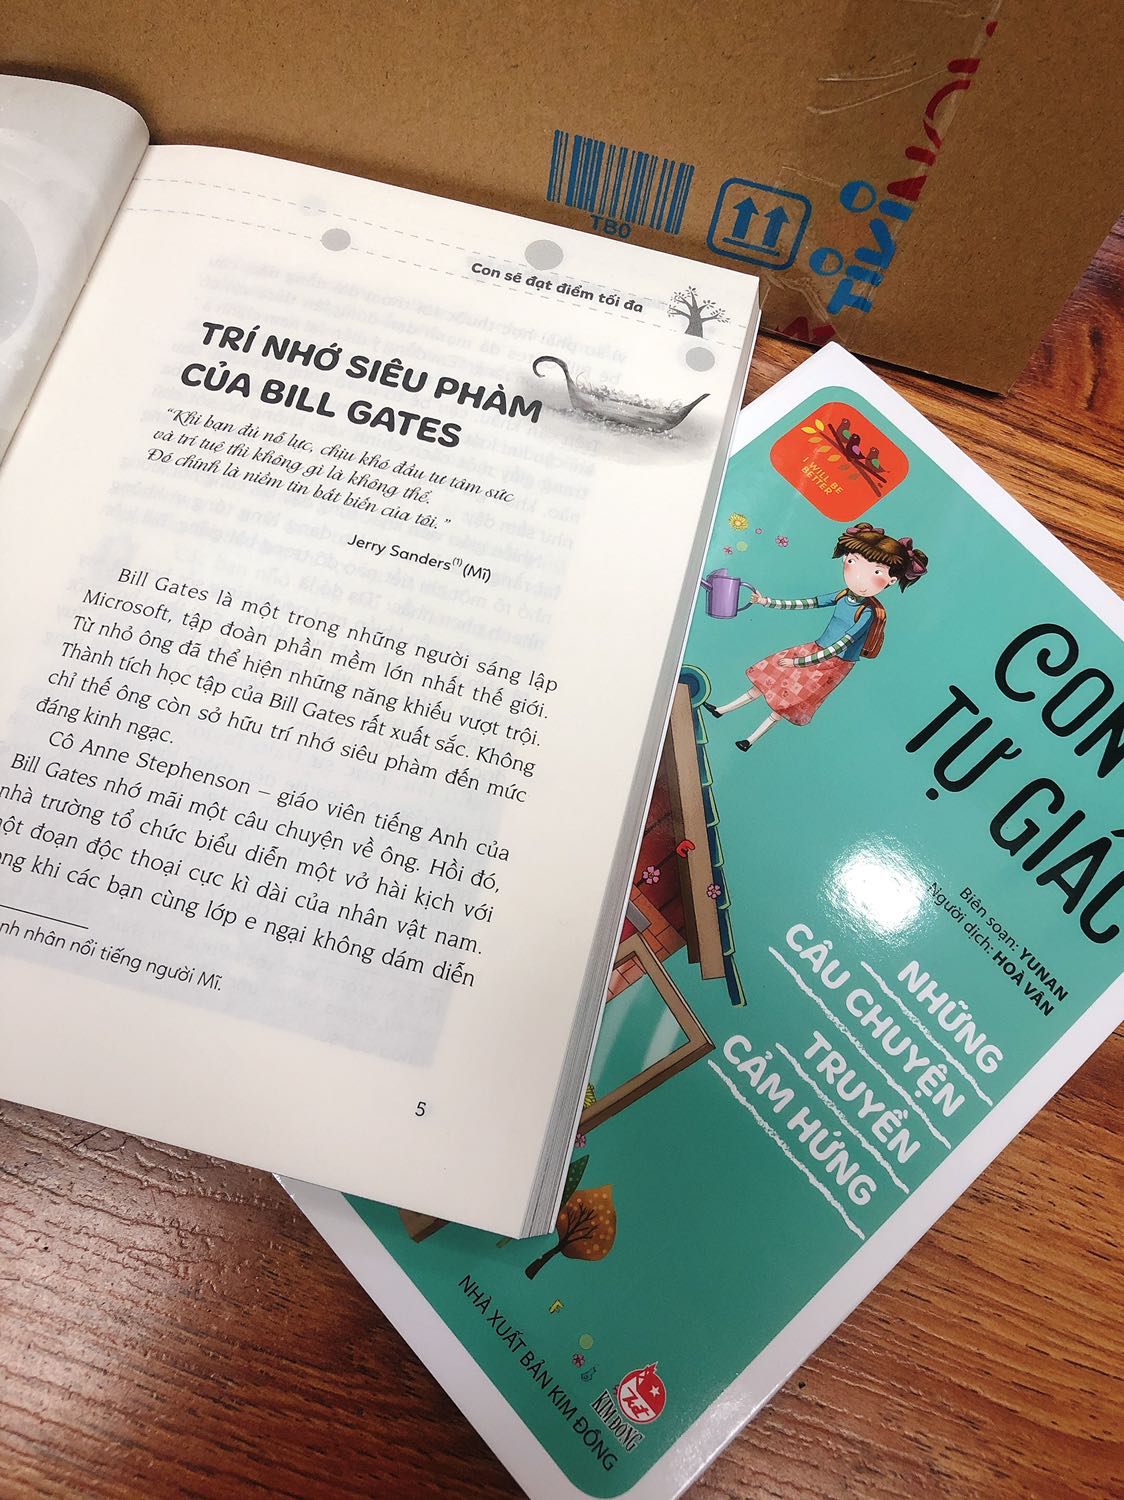 TB0
TIKI
Con sẽ đạt điểm tối đa
TRÍ NHỚ SIÊU PHÀM
CỦA BILL GATES
“Khi bạn đủ nỗ lực, chịu khó đầu tư tâm sức
và trí tuệ thì không gì là không thể.
Đó chính là niềm tin bất biến của tôi.”
Jerry Sanders⁽¹⁾ (Mĩ)
Bill Gates là một trong những người sáng lập
Microsoft, tập đoàn phần mềm lớn nhất thế giới.
Từ nhỏ ông đã thể hiện những năng khiếu vượt trội.
Thành tích học tập của Bill Gates rất xuất sắc. Không
chỉ thế ông còn sở hữu trí nhớ siêu phàm đến mức
đáng kinh ngạc.
Cô Anne Stephenson – giáo viên tiếng Anh của
Bill Gates nhớ mãi một câu chuyện về ông. Hồi đó,
nhà trường tổ chức biểu diễn một vở hài kịch với
một đoạn độc thoại cực kì dài của nhân vật nam.
khi các bạn cùng lớp e ngại không dám diễn
nhân nổi tiếng người Mĩ.
5
I WILL BE
BETTER
CON
TỰ GIÁC
Biên soạn: YUNAN
Người dịch: HOÀ VÂN
NHỮNG
CÂU CHUYỆN
TRUYỀN
CẢM HỨNG
NHÀ XUẤT BẢN KIM ĐỒNG
KIM ĐỒNG